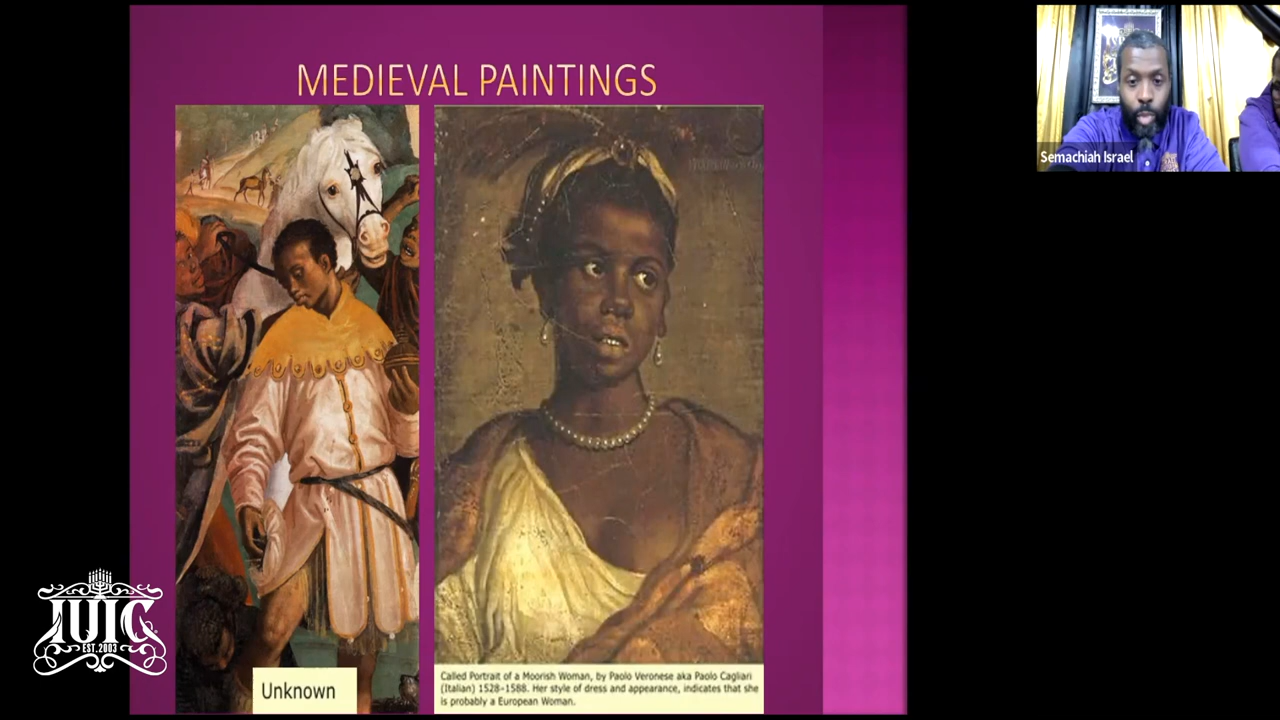 MEDIEVAL PAINTINGS
Semachiah Israel
Unknown
Called Portrait of a Moorish Woman, by Paolo Veronese aka Paolo Cagliari
(Italian) 1528-1588. Her style of dress and appearance, indicates that she
is probably a European Woman.
IUIC
EST. 2003